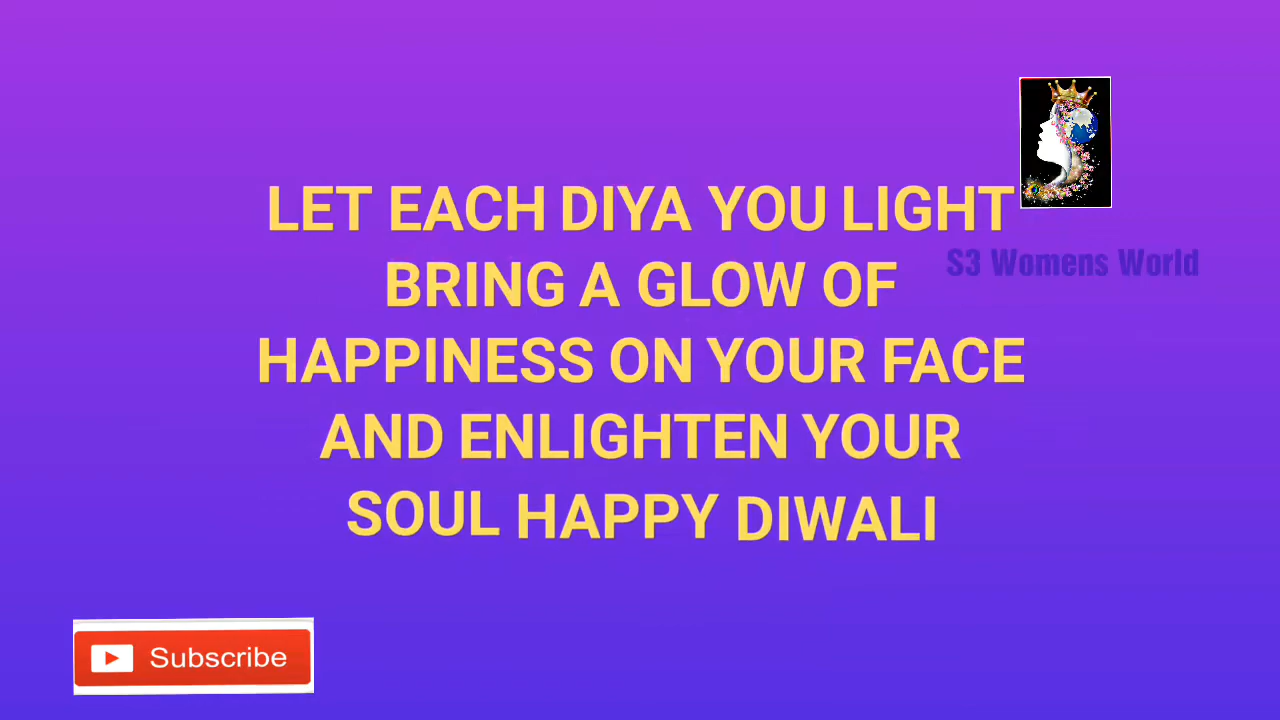 LET EACH DIYA YOU LIGHT
S3 Womens World
BRING A GLOW OF
HAPPINESS ON YOUR FACE
AND ENLIGHTEN YOUR
SOUL HAPPY DIWALI
Subscribe